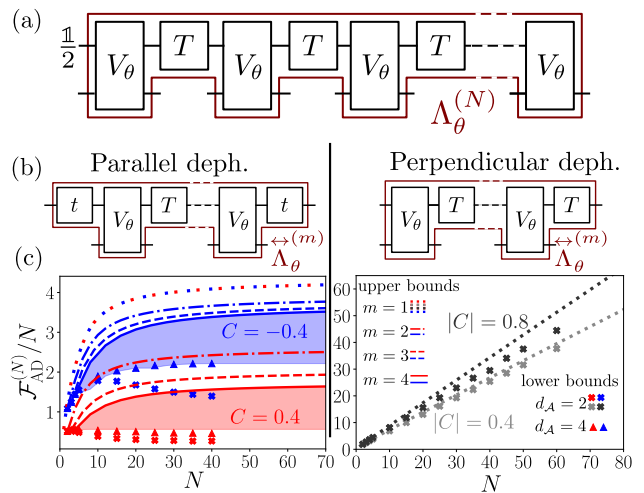 (a)
𝟙/2 V_θ T V_θ T V_θ T V_θ
Λ_θ^(N)
(b) Parallel deph. Perpendicular deph.
t V_θ T V_θ t
V_θ T V_θ T
Λ_θ^(m) ↔
Λ_θ^(m) ↔
(c)
F_AD^(N)/N
4
3
2
1
C = −0.4
C = 0.4
0 10 20 30 40 50 60 70
N
upper bounds
m = 1
m = 2
m = 3
m = 4
|C| = 0.8
|C| = 0.4
lower bounds
d_A = 2
d_A = 4
60
50
40
30
20
10
0
0 10 20 30 40 50 60 70 80
N